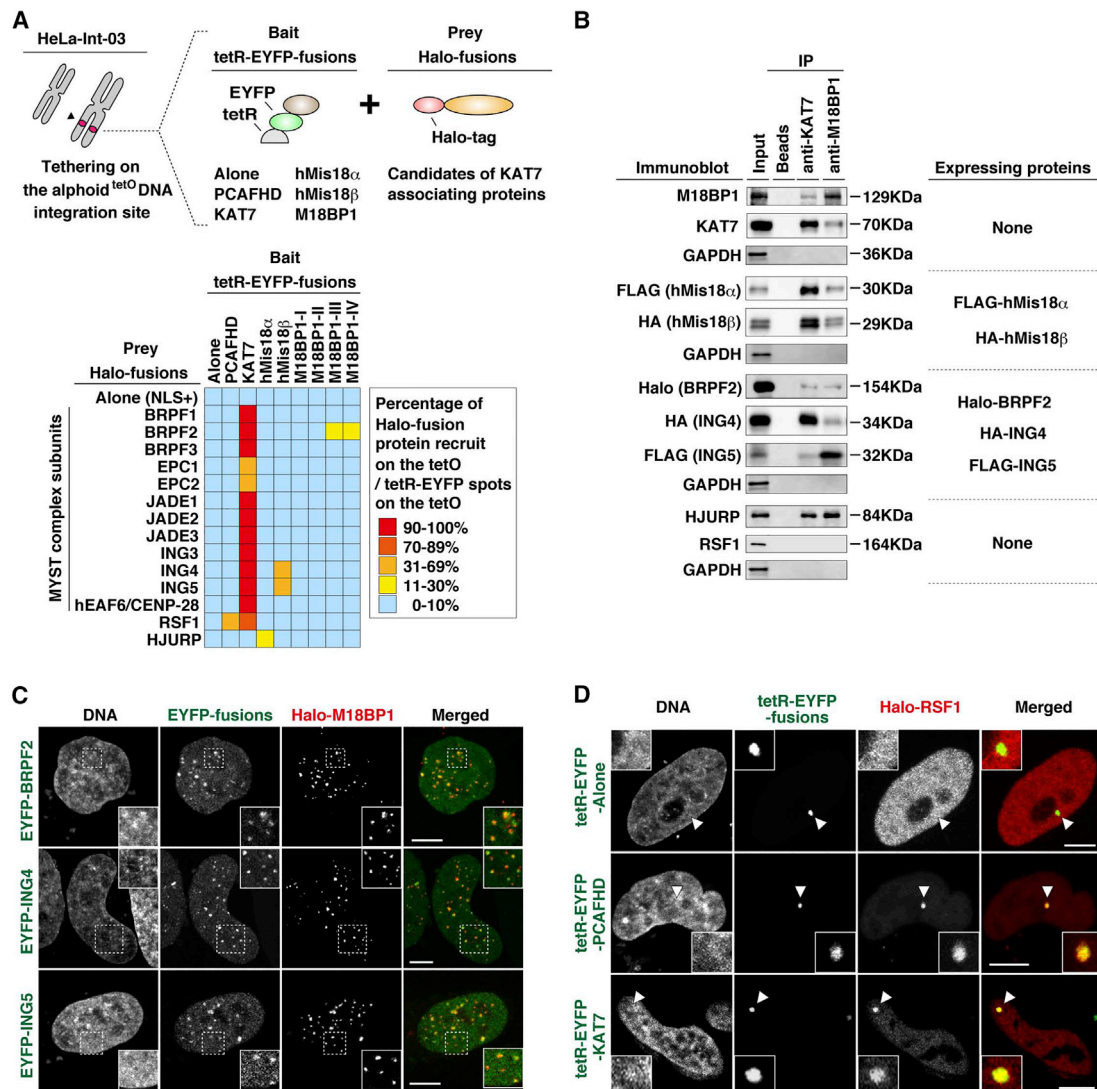 A
HeLa-Int-03
Tethering on
the alphoid tetO DNA
integration site
Bait
tetR-EYFP-fusions
EYFP
tetR
Alone hMis18α
PCAFHD hMis18β
KAT7 M18BP1
+
Prey
Halo-fusions
Halo-tag
Candidates of KAT7
associating proteins
Bait
tetR-EYFP-fusions
Prey
Halo-fusions
Alone
PCAFHD
KAT7
hMis18α
hMis18β
M18BP1-I
M18BP1-II
M18BP1-III
M18BP1-IV
MYST complex subunits
Alone (NLS+)
BRPF1
BRPF2
BRPF3
EPC1
EPC2
JADE1
JADE2
JADE3
ING3
ING4
ING5
hEAF6/CENP-28
RSF1
HJURP
Percentage of
Halo-fusion
protein recruit
on the tetO
/ tetR-EYFP spots
on the tetO
90-100%
70-89%
31-69%
11-30%
0-10%
B
IP
Immunoblot
Input
Beads
anti-KAT7
anti-M18BP1
Expressing proteins
M18BP1 129KDa
KAT7 70KDa
GAPDH 36KDa
None
FLAG (hMis18α) 30KDa
HA (hMis18β) 29KDa
GAPDH
FLAG-hMis18α
HA-hMis18β
Halo (BRPF2) 154KDa
HA (ING4) 34KDa
FLAG (ING5) 32KDa
GAPDH
Halo-BRPF2
HA-ING4
FLAG-ING5
HJURP 84KDa
RSF1 164KDa
GAPDH
None
C
DNA EYFP-fusions Halo-M18BP1 Merged
EYFP-BRPF2
EYFP-ING4
EYFP-ING5
D
DNA
tetR-EYFP
-fusions
Halo-RSF1
Merged
tetR-EYFP
-Alone
tetR-EYFP
-PCAFHD
tetR-EYFP
-KAT7